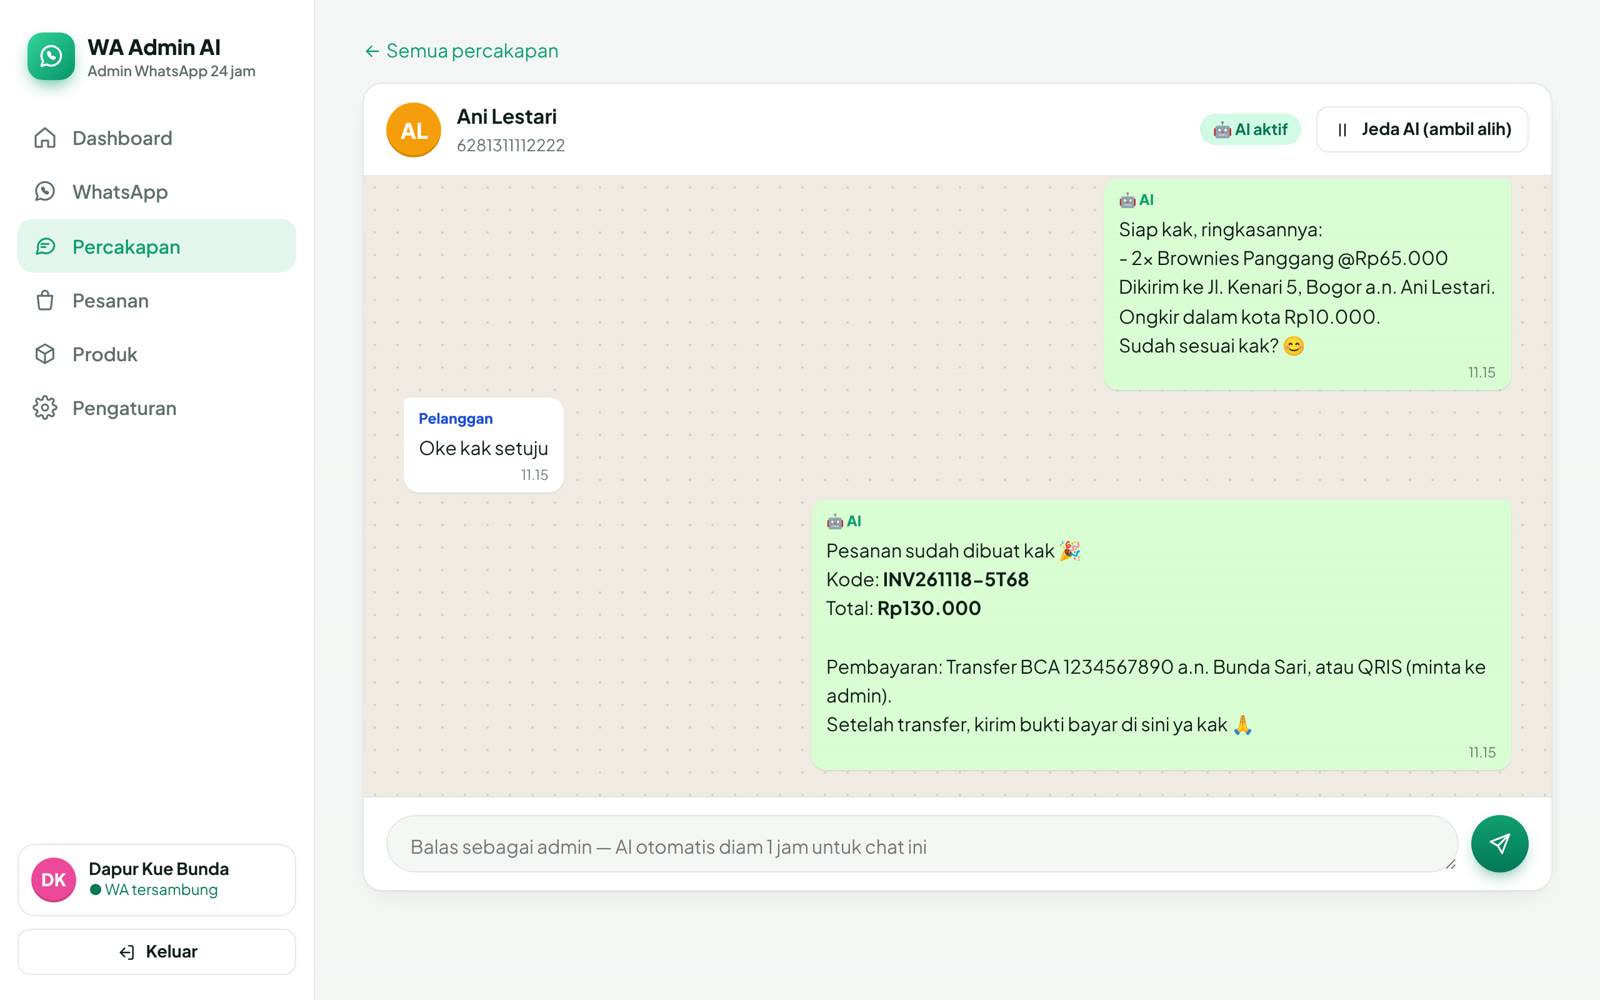 WA Admin AI
Admin WhatsApp 24 jam
Dashboard
WhatsApp
Percakapan
Pesanan
Produk
Pengaturan
DK
Dapur Kue Bunda
WA tersambung
Keluar
← Semua percakapan
AL
Ani Lestari
6281311112222
🤖 AI aktif
Jeda AI (ambil alih)
🤖 AI
Siap kak, ringkasannya:
- 2× Brownies Panggang @Rp65.000
Dikirim ke Jl. Kenari 5, Bogor a.n. Ani Lestari.
Ongkir dalam kota Rp10.000.
Sudah sesuai kak? 😊
11.15
Pelanggan
Oke kak setuju
11.15
🤖 AI
Pesanan sudah dibuat kak 🎉
Kode: INV261118-5T68
Total: Rp130.000
Pembayaran: Transfer BCA 1234567890 a.n. Bunda Sari, atau QRIS (minta ke
admin).
Setelah transfer, kirim bukti bayar di sini ya kak 🙏
11.15
Balas sebagai admin — AI otomatis diam 1 jam untuk chat ini